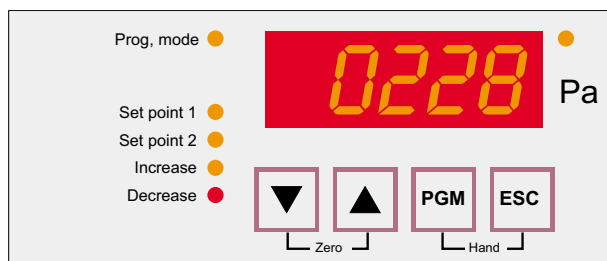 Prog, mode
0228
Pa
Set point 1
Set point 2
Increase
Decrease
PGM
ESC
Zero
Hand